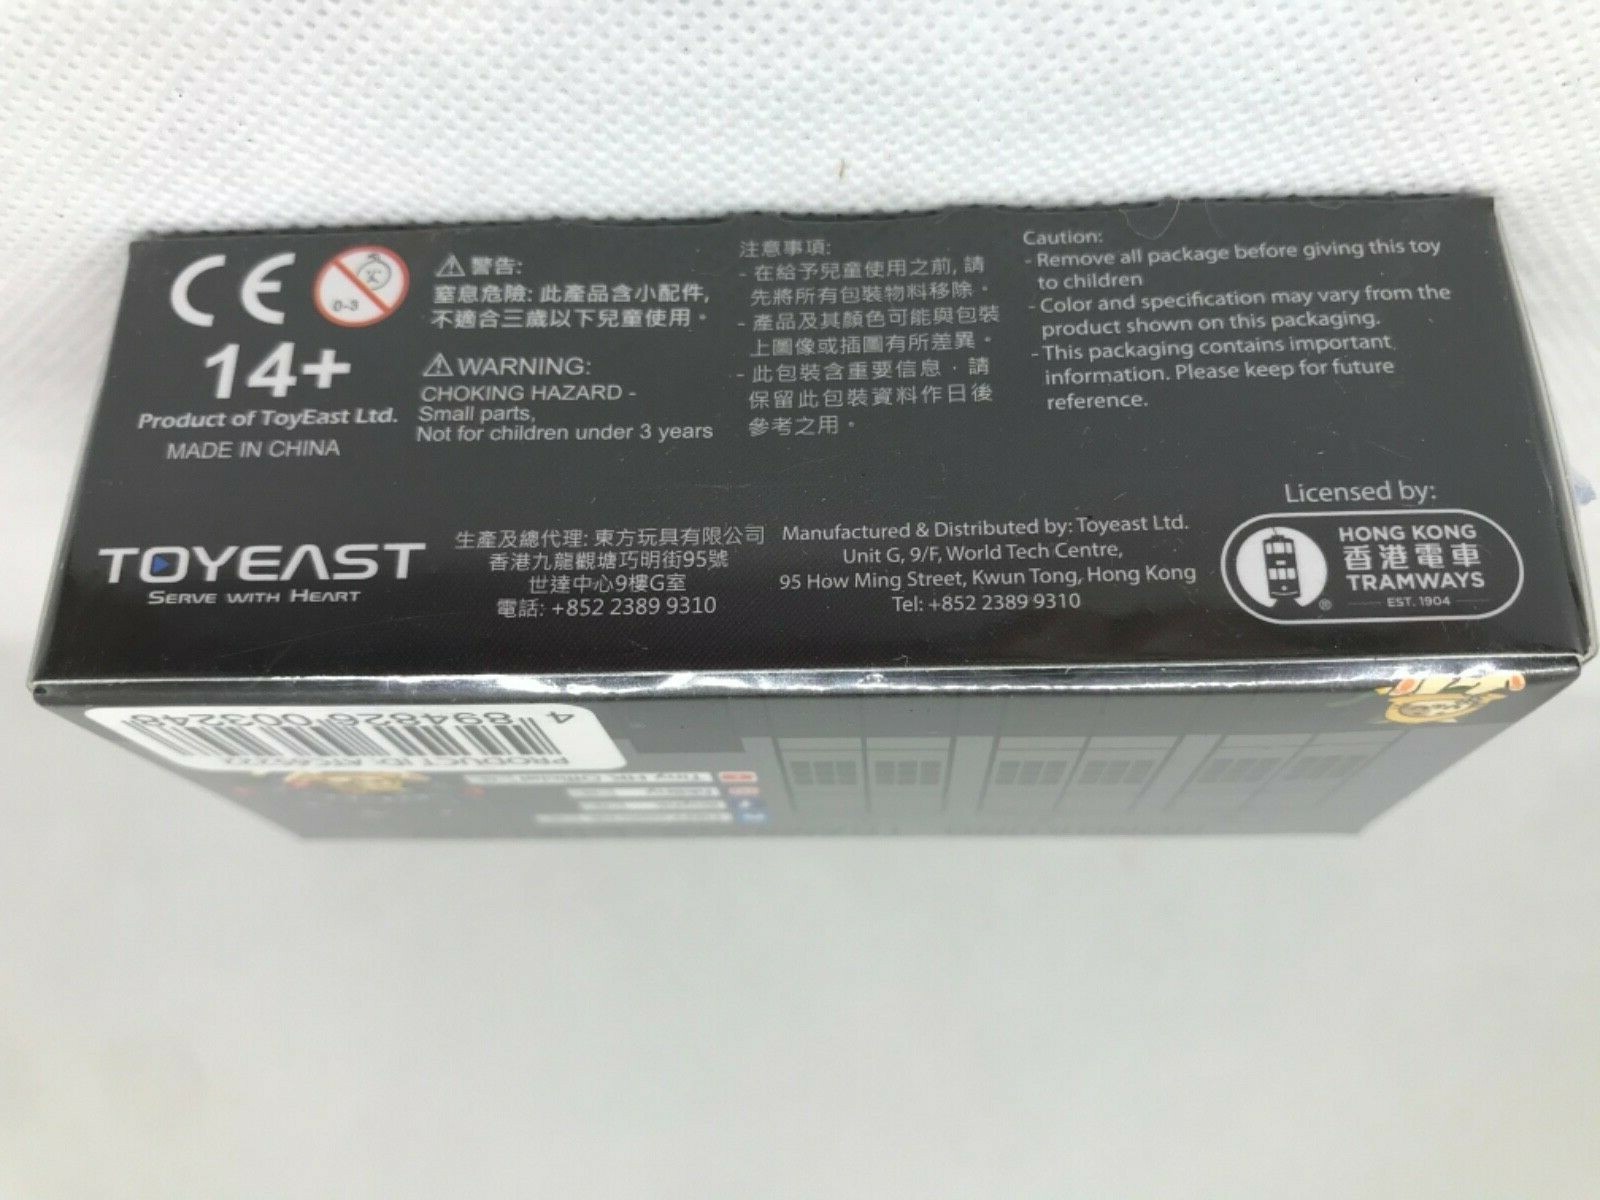 CE
0-3
14+
Product of ToyEast Ltd.
MADE IN CHINA
警告:
窒息危險: 此產品含小配件,
不適合三歲以下兒童使用。
WARNING:
CHOKING HAZARD -
Small parts,
Not for children under 3 years
注意事項:
- 在給予兒童使用之前, 請
先將所有包裝物料移除。
- 產品及其顏色可能與包裝
上圖像或插圖有所差異。
- 此包裝含重要信息，請
保留此包裝資料作日後
參考之用。
Caution:
- Remove all package before giving this toy
to children
- Color and specification may vary from the
product shown on this packaging.
- This packaging contains important
information. Please keep for future
reference.
TOYEAST
SERVE WITH HEART
生產及總代理: 東方玩具有限公司
香港九龍觀塘巧明街95號
世達中心9樓G室
電話: +852 2389 9310
Manufactured & Distributed by: Toyeast Ltd.
Unit G, 9/F, World Tech Centre,
95 How Ming Street, Kwun Tong, Hong Kong
Tel: +852 2389 9310
Licensed by:
HONG KONG
香港電車
TRAMWAYS
EST. 1904
®
4 894826 003248
PRODUCT ID: ATC65222
Tiny HK Official